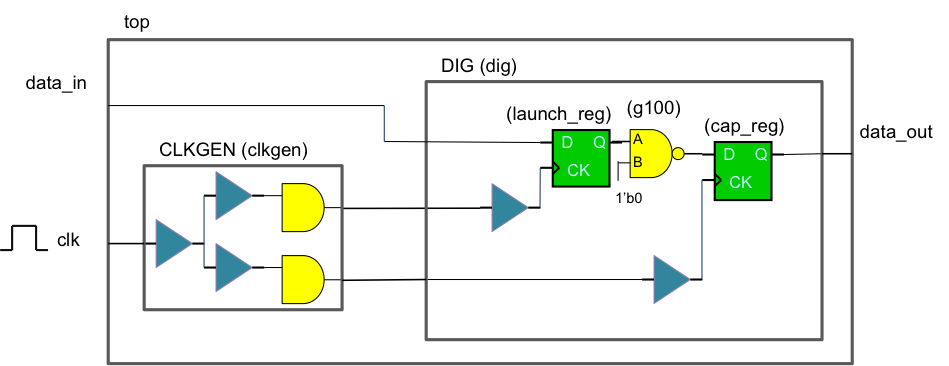 top
data_in
DIG (dig)
(launch_reg)
(g100)
(cap_reg)
data_out
D Q
CK
A
B
1'b0
D Q
CK
CLKGEN (clkgen)
clk